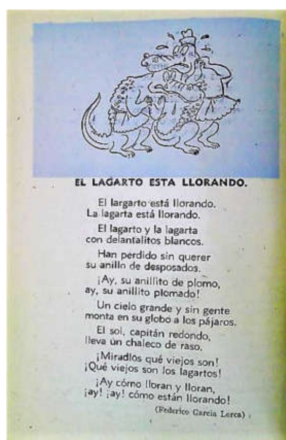 EL LAGARTO ESTA LLORANDO.
El largarto está llorando.
La lagarta está llorando.
El lagarto y la lagarta
con delantalitos blancos.
Han perdido sin querer
su anillo de desposados.
¡Ay, su anillito de plomo,
ay, su anillito plomado!
Un cielo grande y sin gente
monta en su globo a los pájaros.
El sol, capitán redondo,
lleva un chaleco de raso.
¡Miradlos qué viejos son!
¡Qué viejos son los lagartos!
¡Ay cómo lloran y lloran,
¡ay! ¡ay! cómo están llorando!
(Federico García Lorca)